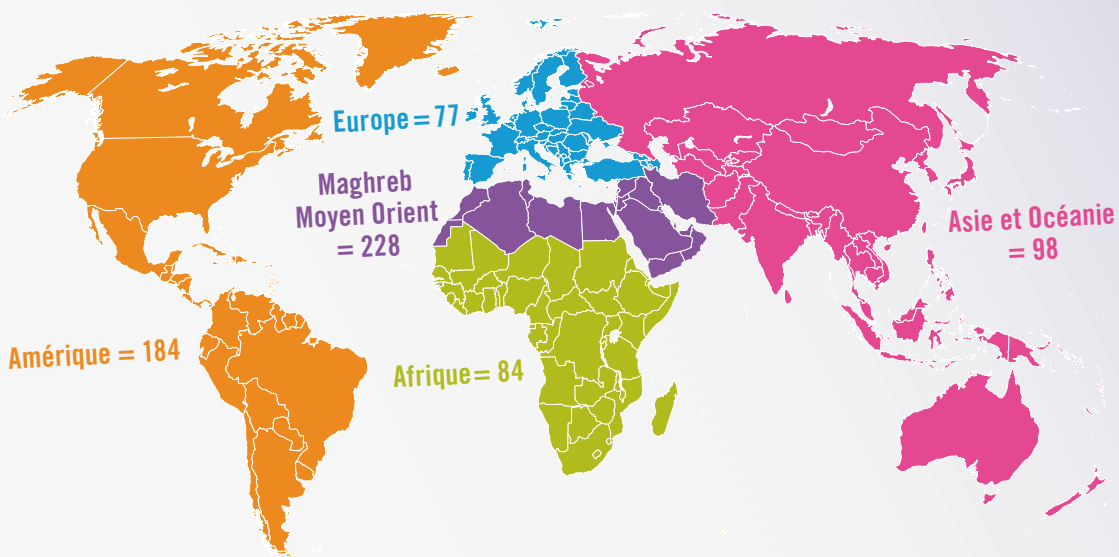 Europe = 77
Maghreb
Moyen Orient
= 228
Asie et Océanie
= 98
Amérique = 184
Afrique = 84